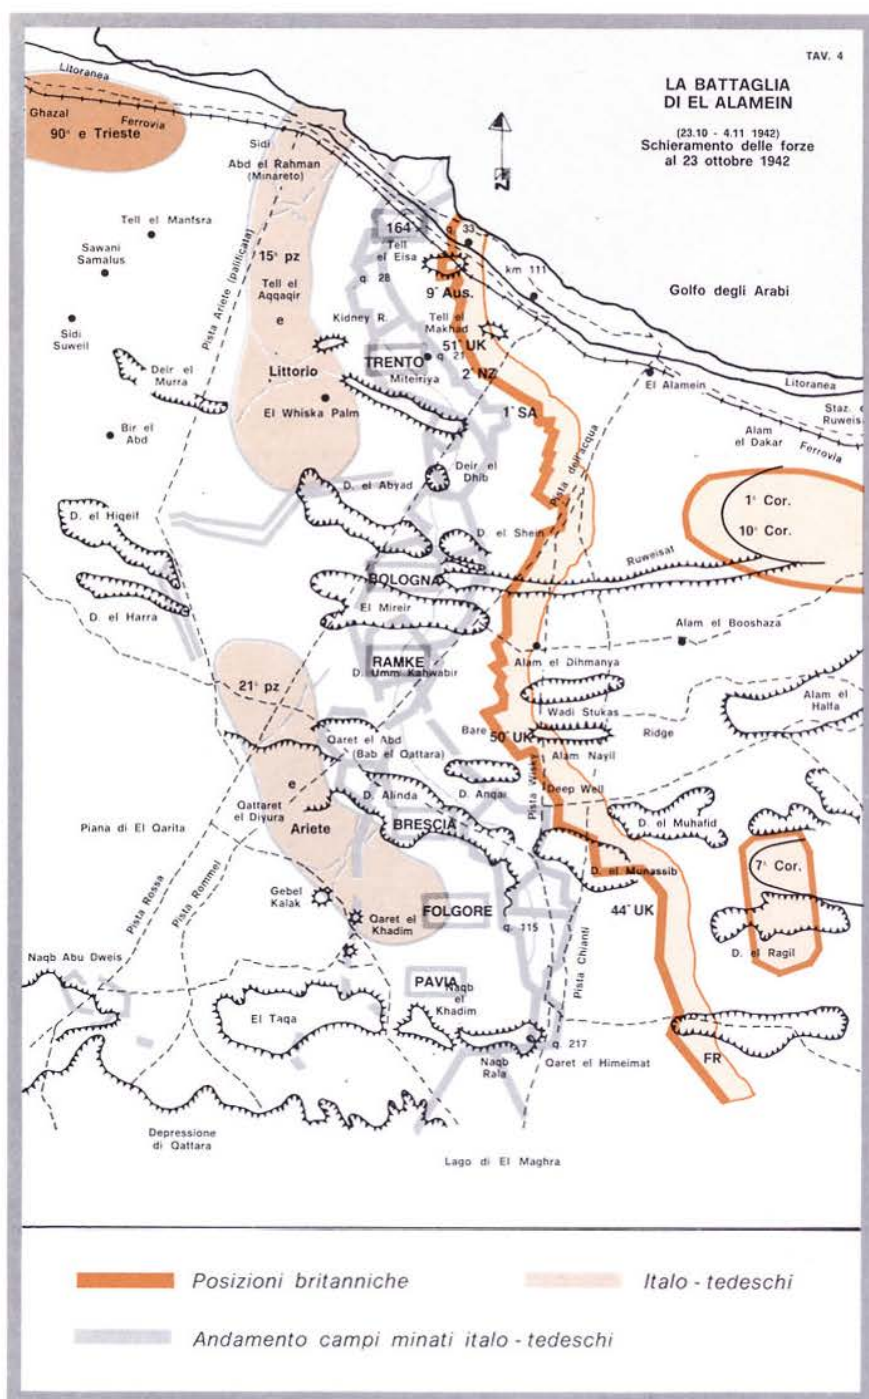 TAV. 4
LA BATTAGLIA
DI EL ALAMEIN
(23.10 - 4.11 1942)
Schieramento delle forze
al 23 ottobre 1942
Litoranea
Ghazal
Ferrovia
90ª e Trieste
Sidi
Abd el Rahman
(Minareto)
Tell el Manfsra
Sawani
Samalus
Sidi
Suweil
Pista Ariete (palificata)
15ª pz
Tell el
Aqqaqir
e
Littorio
El Whiska Palm
164ª
Tell
el Eisa
q. 33
q. 28
9ª Aus.
km 111
Golfo degli Arabi
Kidney R.
Tell el
Makhad
51ª UK
TRENTO
q. 21
2ª NZ
Miteiriya
Deir el
Murra
Bir el
Abd
1ª SA
El Alamein
Litoranea
Staz. d
Ruweisa
Alam
el Dakar
Ferrovia
Pista dell'acqua
Deir el
Dhib
D. el Abyad
D. el Hiqeif
D. el Shein
1ª Cor.
10ª Cor.
Ruweisat
BOLOGNA
El Mireir
D. el Harra
Alam el Booshaza
RAMKE
D. Umm Kahwabir
Alam el Dihmanya
21ª pz
Wadi Stukas
Alam el
Halfa
Bare
50ª UK
Ridge
Qaret el Abd
(Bab el Qattara)
Alam Nayil
Pista Wisky
Deep Well
e
D. Alinda
D. Anqar
Qattaret
el Diyura
Ariete
BRESCIA
D. el Muhafid
Piana di El Qarita
D. el Munassib
7ª Cor.
Pista Rossa
Pista Rommel
Gebel
Kalak
Qaret el
Khadim
FOLGORE
q. 115
44ª UK
D. el Ragil
Pista Chianti
Naqb Abu Dweis
PAVIA
Naqb
el
Khadim
El Taqa
q. 217
Naqb
Rala
Qaret el Himeimat
FR
Depressione
di Qattara
Lago di El Maghra
Posizioni britanniche
Italo - tedeschi
Andamento campi minati italo - tedeschi